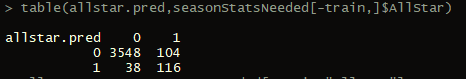 > table(allstar.pred,seasonStatsNeeded[-train,]$AllStar)
allstar.pred    0    1
           0 3548  104
           1   38  116